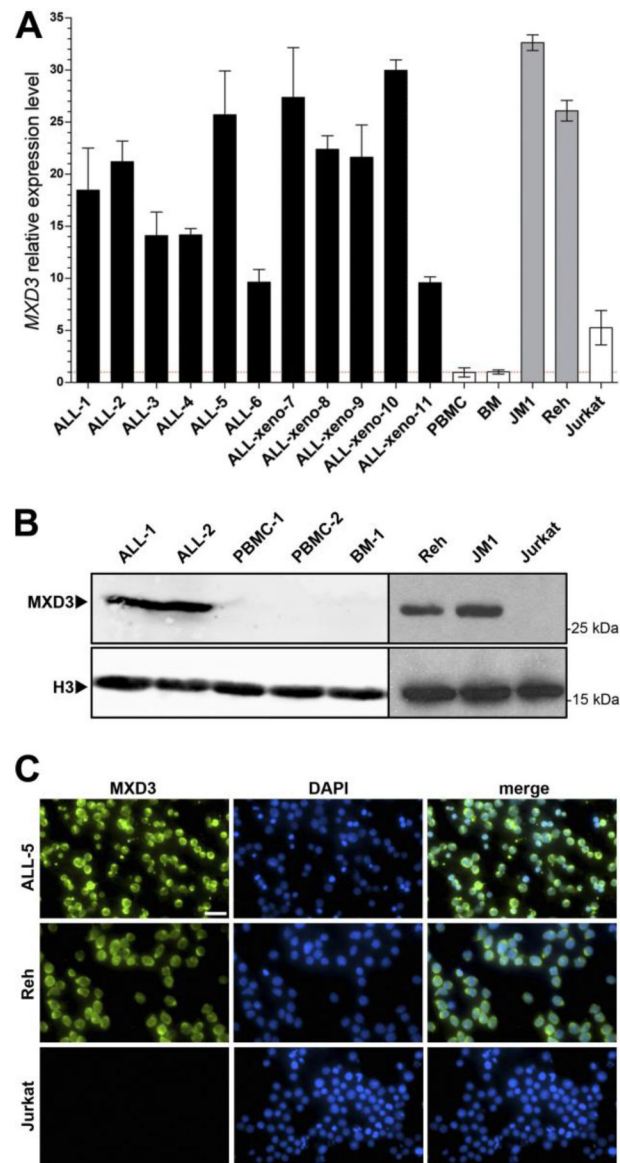 A
MXD3 relative expression level
35
30
25
20
15
10
5
0
ALL-1
ALL-2
ALL-3
ALL-4
ALL-5
ALL-6
ALL-xeno-7
ALL-xeno-8
ALL-xeno-9
ALL-xeno-10
ALL-xeno-11
PBMC
BM
JM1
Reh
Jurkat
B
ALL-1 ALL-2 PBMC-1 PBMC-2 BM-1 Reh JM1 Jurkat
MXD3
-25 kDa
H3
-15 kDa
C
MXD3 DAPI merge
ALL-5
Reh
Jurkat